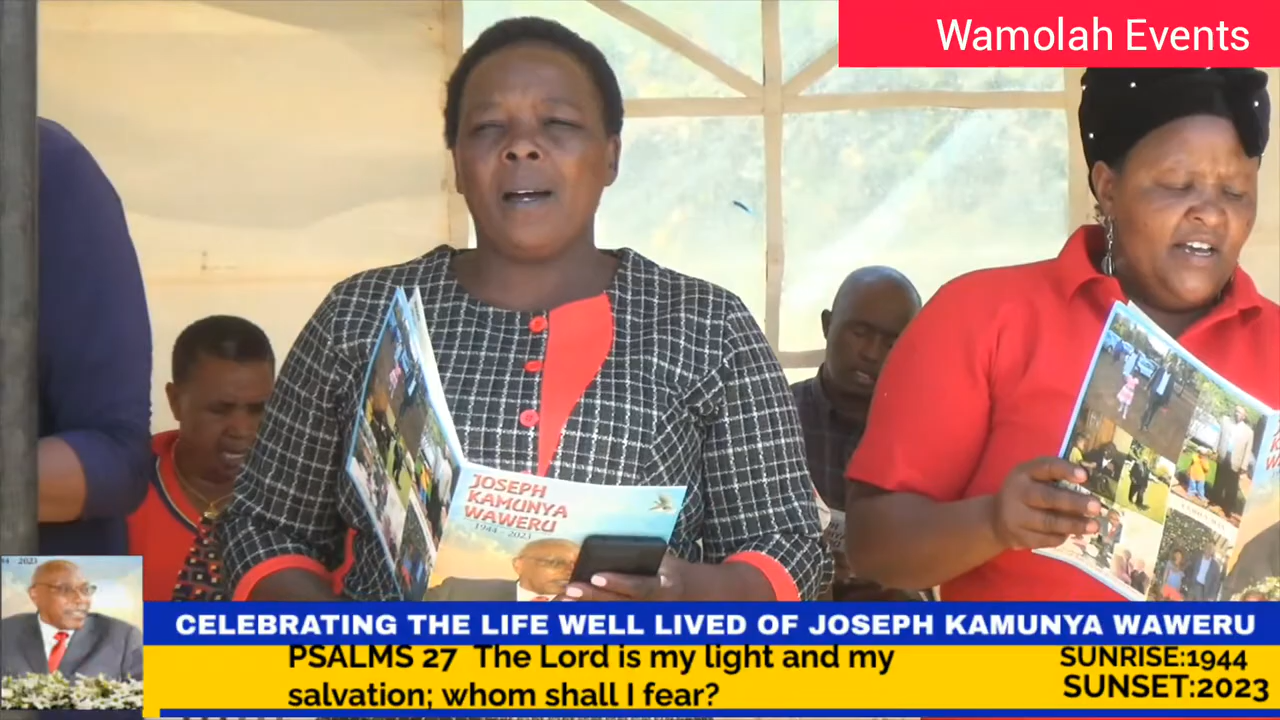 Wamolah Events
JOSEPH
KAMUNYA
WAWERU
1944 - 2023
2023
CELEBRATING THE LIFE WELL LIVED OF JOSEPH KAMUNYA WAWERU
PSALMS 27 The Lord is my light and my
salvation; whom shall I fear?
SUNRISE:1944
SUNSET:2023